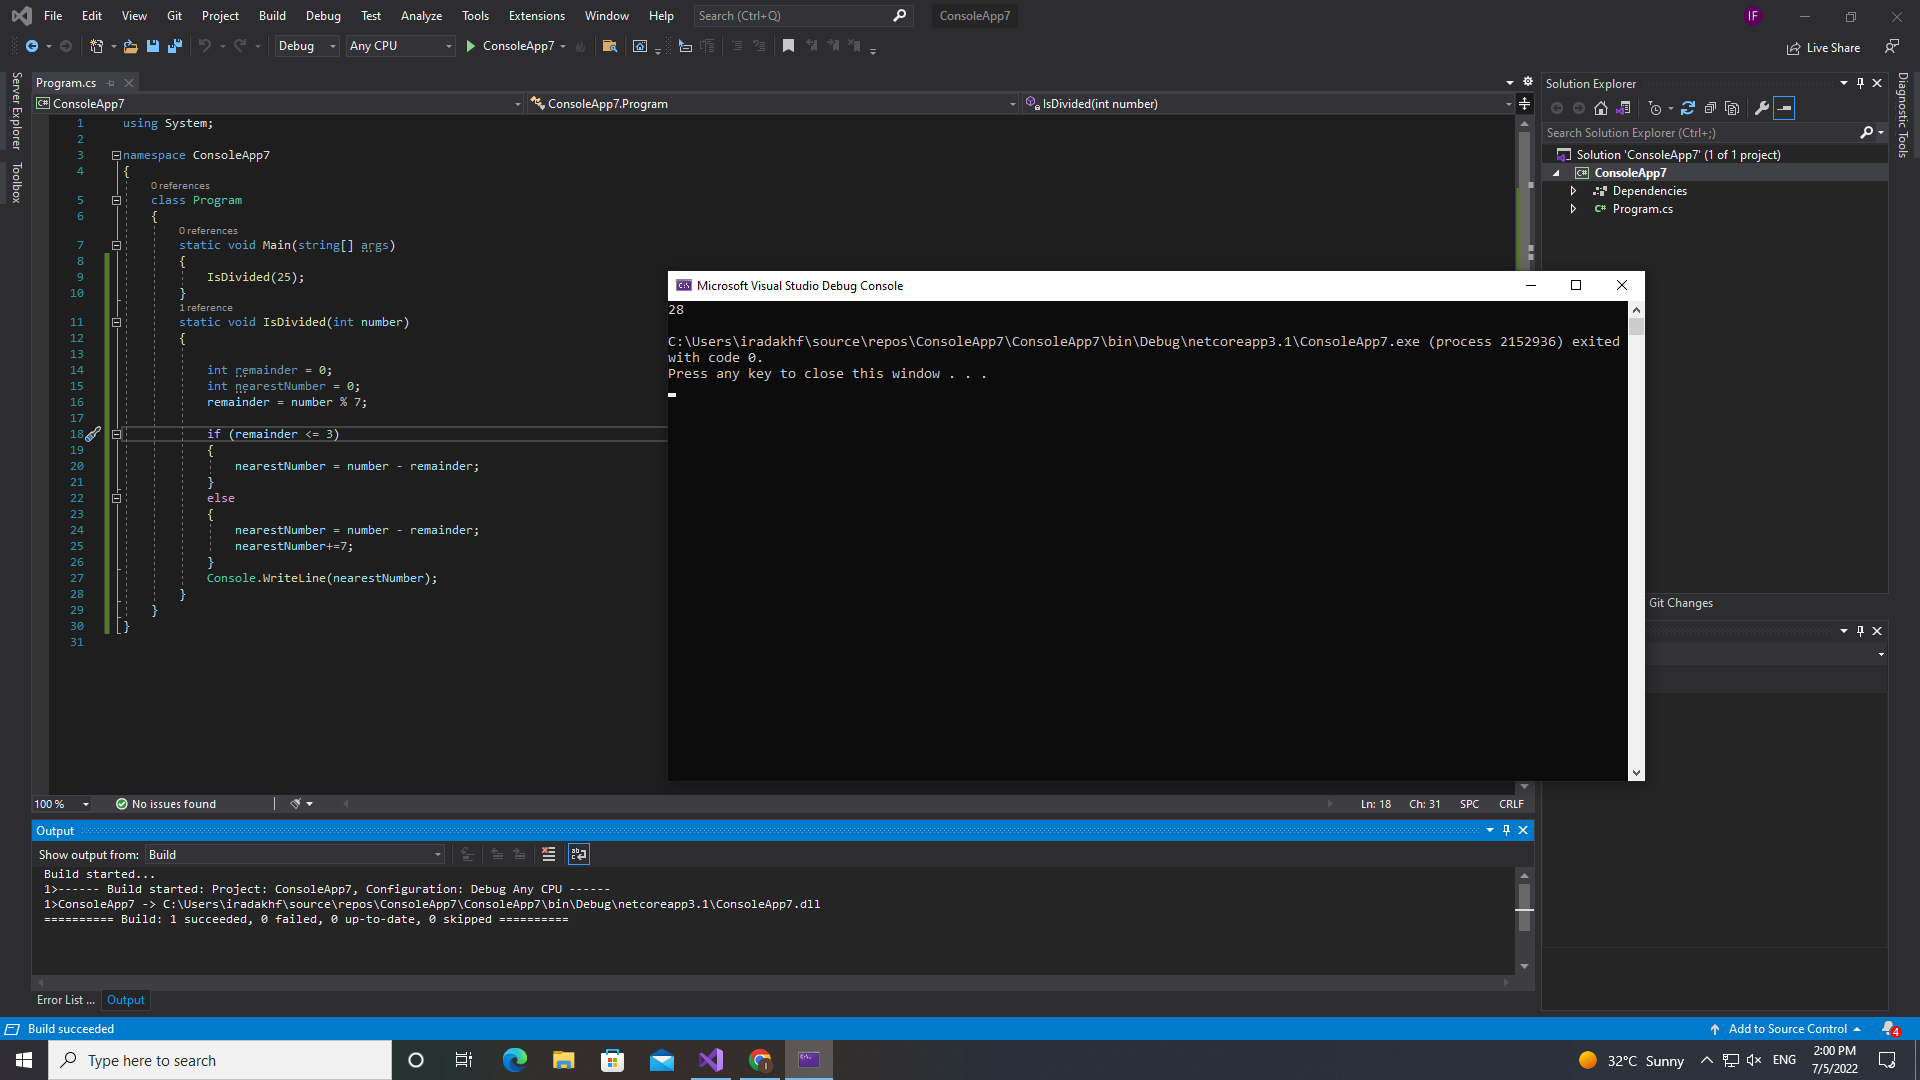 File Edit View Git Project Build Debug Test Analyze Tools Extensions Window Help Search (Ctrl+Q) ConsoleApp7 IF
Debug Any CPU ConsoleApp7 Live Share
Server Explorer
Toolbox
Program.cs
ConsoleApp7 ConsoleApp7.Program IsDivided(int number)
1 using System;
2
3 namespace ConsoleApp7
4 {
0 references
5 class Program
6 {
0 references
7 static void Main(string[] args)
8 {
9 IsDivided(25);
10 }
1 reference
11 static void IsDivided(int number)
12 {
13
14 int remainder = 0;
15 int nearestNumber = 0;
16 remainder = number % 7;
17
18 if (remainder <= 3)
19 {
20 nearestNumber = number - remainder;
21 }
22 else
23 {
24 nearestNumber = number - remainder;
25 nearestNumber+=7;
26 }
27 Console.WriteLine(nearestNumber);
28 }
29 }
30 }
31
Microsoft Visual Studio Debug Console
28
C:\Users\iradakhf\source\repos\ConsoleApp7\ConsoleApp7\bin\Debug\netcoreapp3.1\ConsoleApp7.exe (process 2152936) exited
with code 0.
Press any key to close this window . . .
Solution Explorer
Search Solution Explorer (Ctrl+;)
Solution 'ConsoleApp7' (1 of 1 project)
C# ConsoleApp7
Dependencies
C# Program.cs
Diagnostic Tools
Git Changes
100 % No issues found Ln: 18 Ch: 31 SPC CRLF
Output
Show output from: Build
Build started...
1>------ Build started: Project: ConsoleApp7, Configuration: Debug Any CPU ------
1>ConsoleApp7 -> C:\Users\iradakhf\source\repos\ConsoleApp7\ConsoleApp7\bin\Debug\netcoreapp3.1\ConsoleApp7.dll
========== Build: 1 succeeded, 0 failed, 0 up-to-date, 0 skipped ==========
Error List ... Output
Build succeeded Add to Source Control 4
Type here to search 32°C Sunny ENG 2:00 PM
7/5/2022